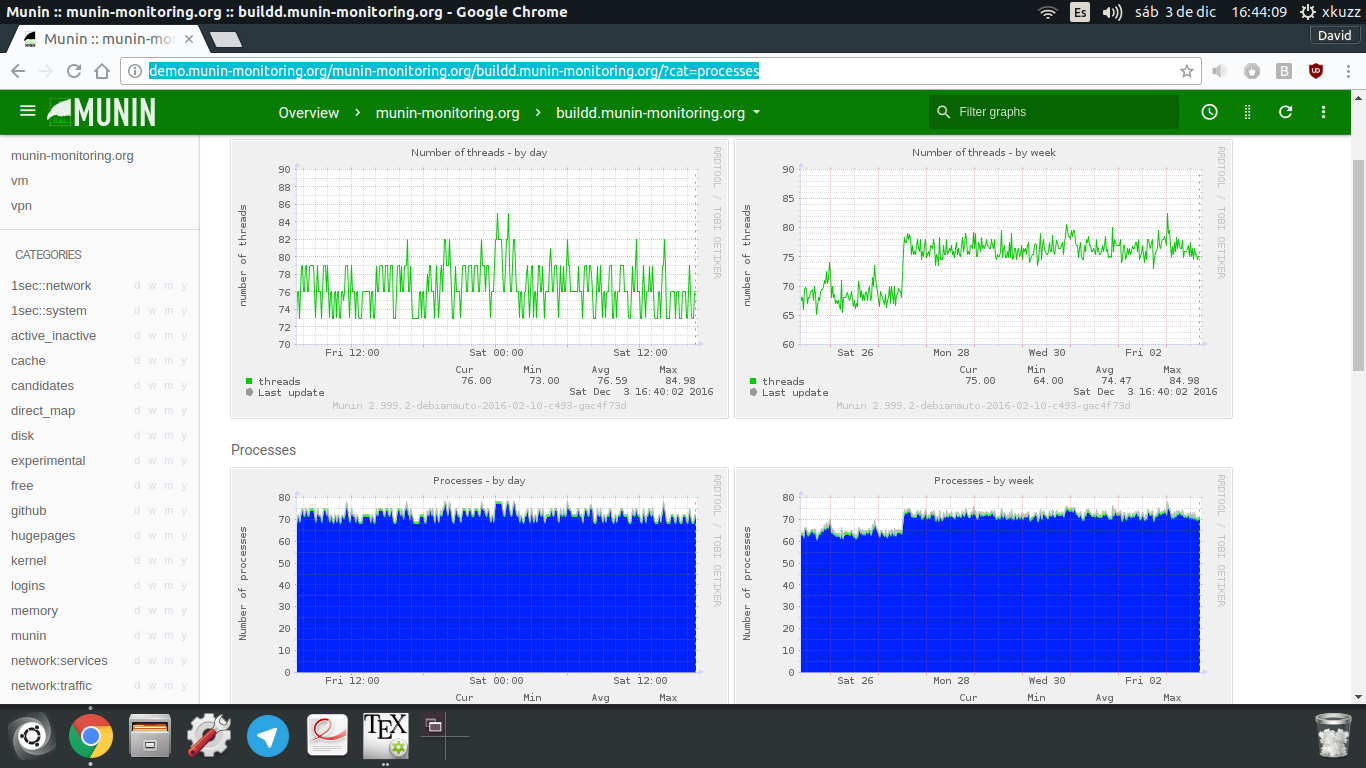 Munin :: munin-monitoring.org :: buildd.munin-monitoring.org - Google Chrome
Es
sáb 3 de dic
16:44:09
xkuzz
Munin :: munin-mo
David
demo.munin-monitoring.org/munin-monitoring.org/buildd.munin-monitoring.org/?cat=processes
MUNIN
Overview
munin-monitoring.org
buildd.munin-monitoring.org
Filter graphs
munin-monitoring.org
vm
vpn
CATEGORIES
1sec::network d w m y
1sec::system d w m y
active_inactive d w m y
cache d w m y
candidates d w m y
direct_map d w m y
disk d w m y
experimental d w m y
free d w m y
github d w m y
hugepages d w m y
kernel d w m y
logins d w m y
memory d w m y
munin d w m y
network:services d w m y
network:traffic d w m y
Number of threads - by day
RRDTOOL / TOBI OETIKER
number of threads
90
88
86
84
82
80
78
76
74
72
70
Fri 12:00 Sat 00:00 Sat 12:00
Cur Min Avg Max
threads 76.00 73.00 76.59 84.98
Last update Sat Dec 3 16:40:02 2016
Munin 2.999.2-debianauto-2016-02-10-c493-gac4f73d
Number of threads - by week
RRDTOOL / TOBI OETIKER
number of threads
90
85
80
75
70
65
60
Sat 26 Mon 28 Wed 30 Fri 02
Cur Min Avg Max
threads 75.00 64.00 74.47 84.98
Last update Sat Dec 3 16:40:02 2016
Munin 2.999.2-debianauto-2016-02-10-c493-gac4f73d
Processes
Processes - by day
RRDTOOL / TOBI OETIKER
Number of processes
80
70
60
50
40
30
20
10
0
Fri 12:00 Sat 00:00 Sat 12:00
Cur Min Avg Max
Processes - by week
RRDTOOL / TOBI OETIKER
Number of processes
80
70
60
50
40
30
20
10
0
Sat 26 Mon 28 Wed 30 Fri 02
Cur Min Avg Max
TEX